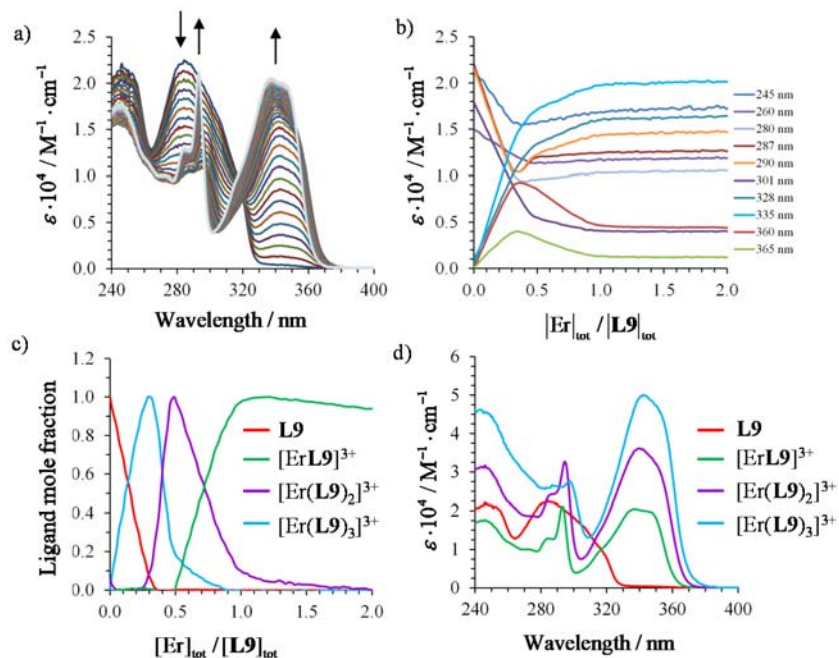 a)
ε·10⁴ / M⁻¹·cm⁻¹
2.5
2.0
1.5
1.0
0.5
0.0
240 280 320 360 400
Wavelength / nm
b)
ε·10⁴ / M⁻¹·cm⁻¹
2.5
2.0
1.5
1.0
0.5
0.0
0.0 0.5 1.0 1.5 2.0
|Er|tot / |L9|tot
245 nm
260 nm
280 nm
287 nm
290 nm
301 nm
328 nm
335 nm
360 nm
365 nm
c)
Ligand mole fraction
1.0
0.8
0.6
0.4
0.2
0.0
0.0 0.5 1.0 1.5 2.0
[Er]tot / [L9]tot
L9
[ErL9]³⁺
[Er(L9)₂]³⁺
[Er(L9)₃]³⁺
d)
ε·10⁴ / M⁻¹·cm⁻¹
6
5
4
3
2
1
0
240 280 320 360 400
Wavelength / nm
L9
[ErL9]³⁺
[Er(L9)₂]³⁺
[Er(L9)₃]³⁺